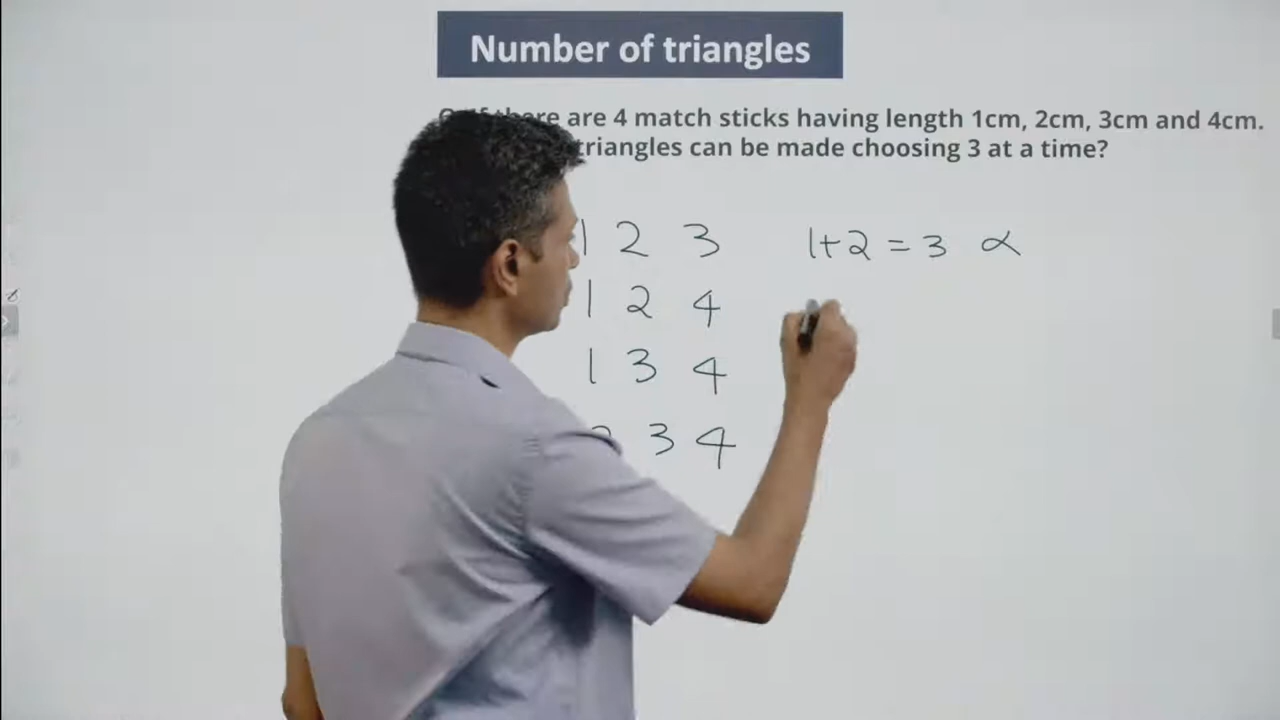 Number of triangles
are 4 match sticks having length 1cm, 2cm, 3cm and 4cm.
triangles can be made choosing 3 at a time?
1 2 3 1+2 = 3 ×
1 2 4
1 3 4
3 4